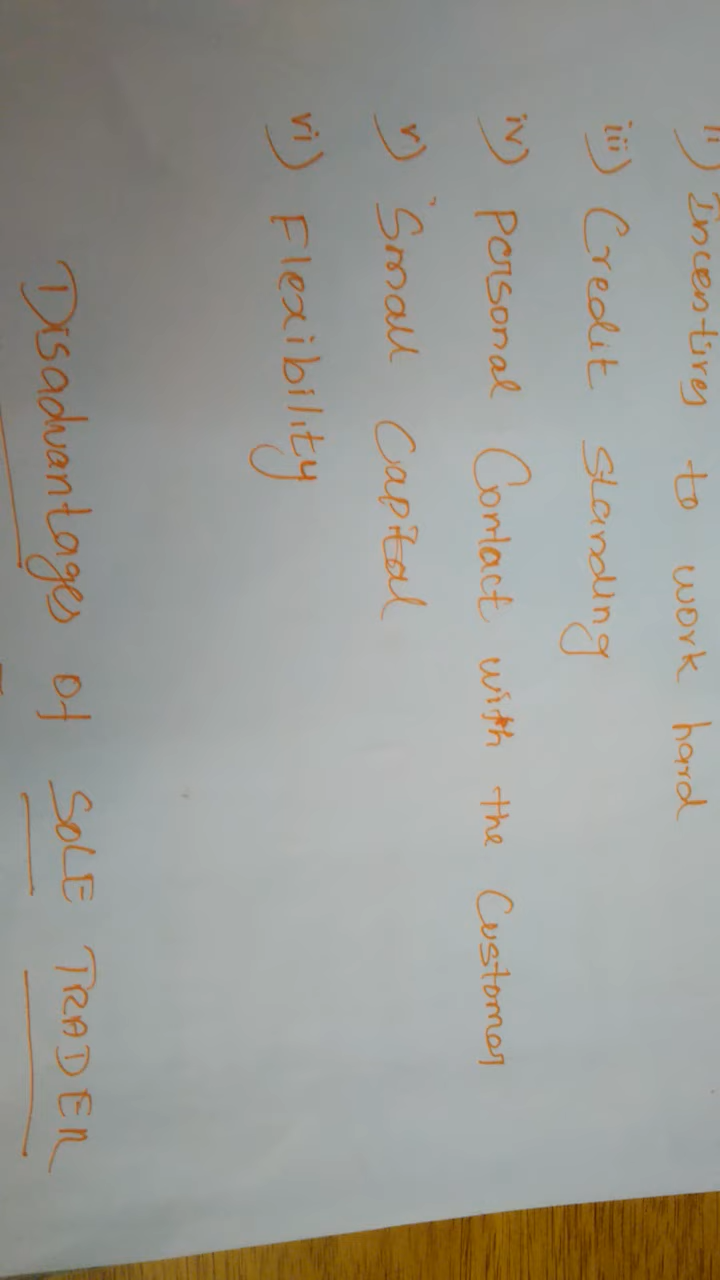 ii) Incentives to work hard
iii) Credit standing
iv) Personal Contact with the Customer
v) Small Capital
vi) Flexibility
Disadvantages of SOLE TRADER